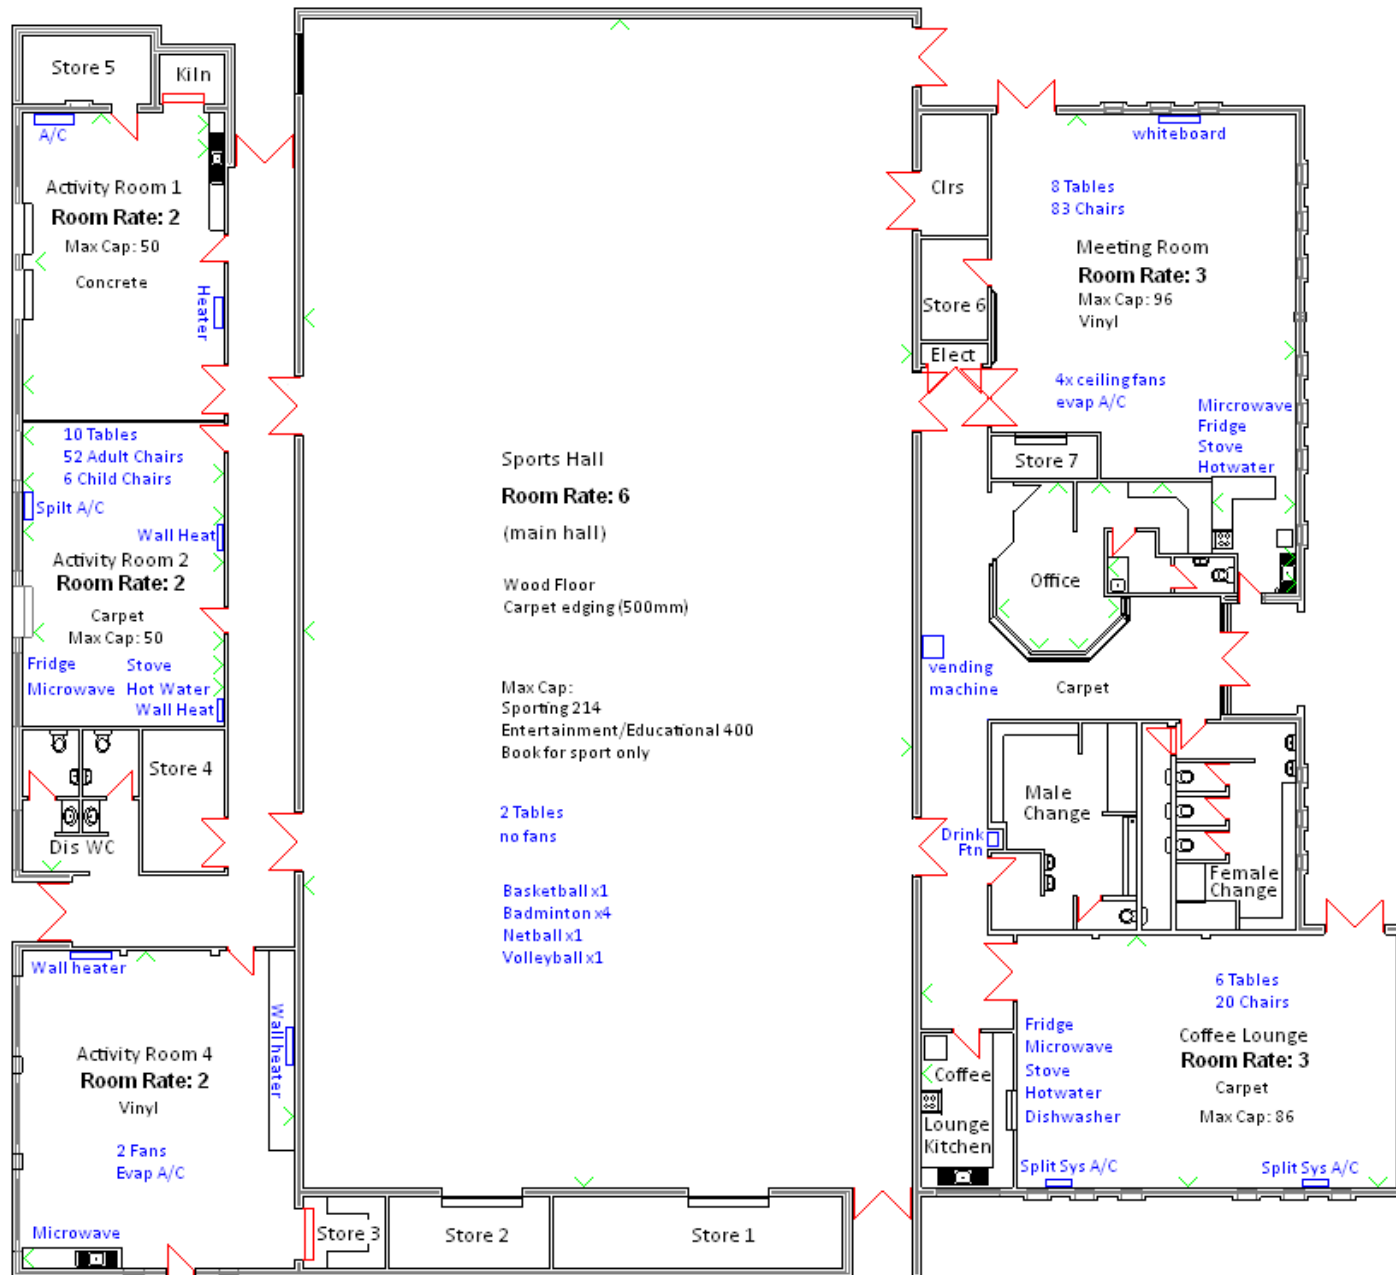 Store 5
Kiln
A/C
Activity Room 1
Room Rate: 2
Max Cap: 50
Concrete
Heater
10 Tables
52 Adult Chairs
6 Child Chairs
Spilt A/C
Wall Heat
Activity Room 2
Room Rate: 2
Carpet
Max Cap: 50
Fridge
Stove
Microwave
Hot Water
Wall Heat
Store 4
Dis WC
Wall heater
Wall heater
Activity Room 4
Room Rate: 2
Vinyl
2 Fans
Evap A/C
Microwave
Sports Hall
Room Rate: 6
(main hall)
Wood Floor
Carpet edging (500mm)
Max Cap:
Sporting 214
Entertainment/Educational 400
Book for sport only
2 Tables
no fans
Basketball x1
Badminton x4
Netball x1
Volleyball x1
Store 3
Store 2
Store 1
whiteboard
Clrs
8 Tables
83 Chairs
Meeting Room
Room Rate: 3
Max Cap: 96
Vinyl
Store 6
Elect
4x ceiling fans
evap A/C
Mircrowave
Fridge
Stove
Hotwater
Store 7
Office
vending
machine
Carpet
Male
Change
Drink
Ftn
Female
Change
6 Tables
20 Chairs
Fridge
Microwave
Stove
Hotwater
Dishwasher
Coffee Lounge
Room Rate: 3
Carpet
Max Cap: 86
Coffee
Lounge
Kitchen
Split Sys A/C
Split Sys A/C